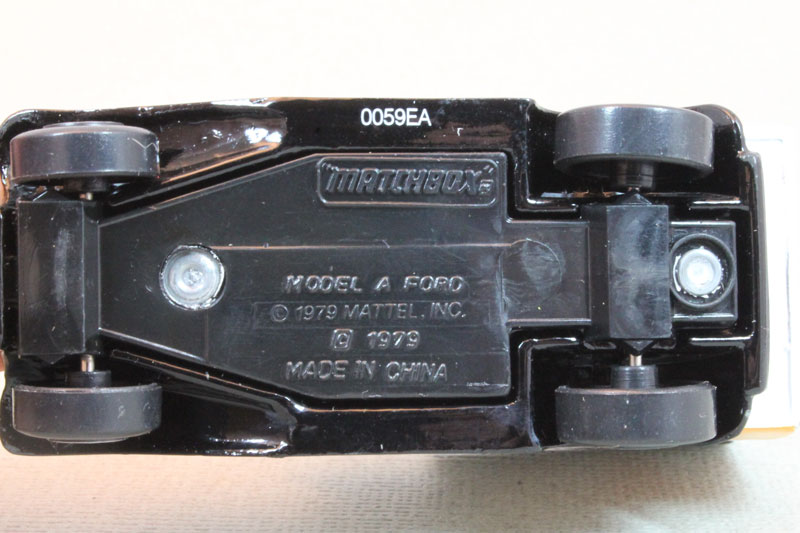 0059EA
"MATCHBOX"
MODEL A FORD
© 1979 MATTEL, INC.
1979
MADE IN CHINA